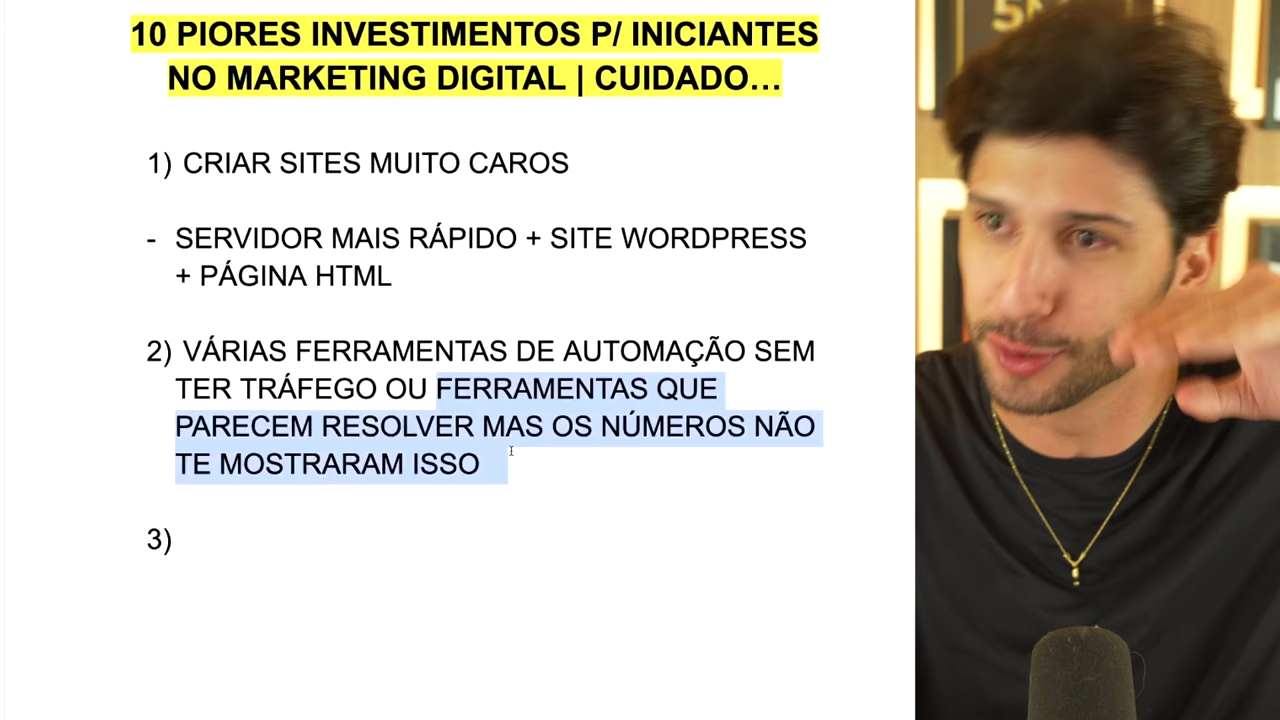 10 PIORES INVESTIMENTOS P/ INICIANTES
NO MARKETING DIGITAL | CUIDADO...
1) CRIAR SITES MUITO CAROS
- SERVIDOR MAIS RÁPIDO + SITE WORDPRESS
+ PÁGINA HTML
2) VÁRIAS FERRAMENTAS DE AUTOMAÇÃO SEM
TER TRÁFEGO OU FERRAMENTAS QUE
PARECEM RESOLVER MAS OS NÚMEROS NÃO
TE MOSTRARAM ISSO
3)